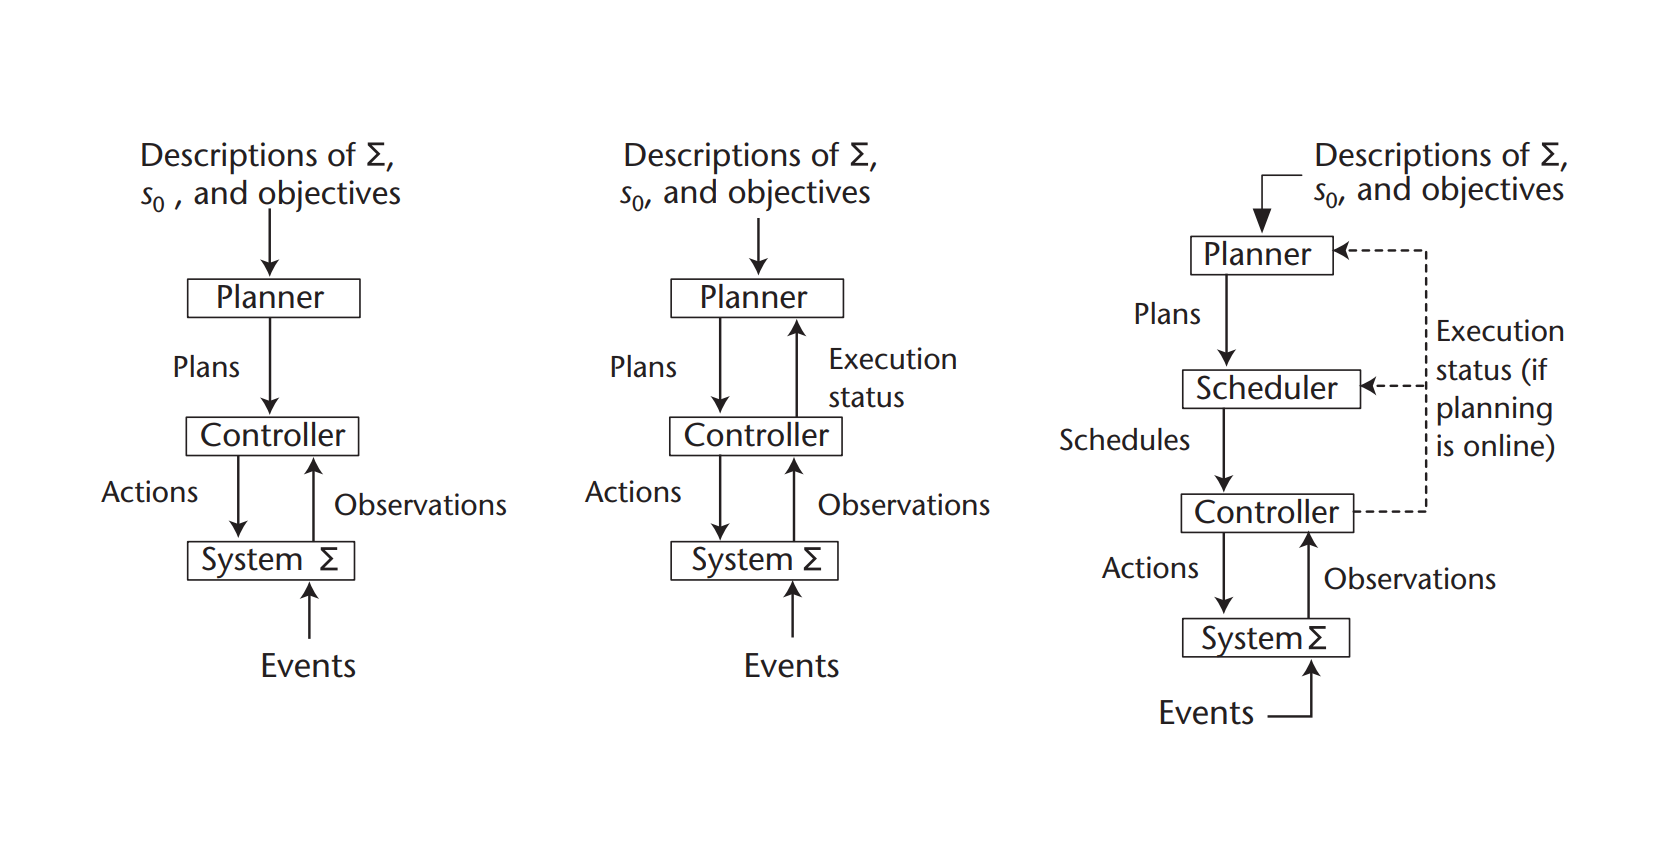 Descriptions of Σ,
s0 , and objectives
Planner
Plans
Controller
Actions
Observations
System Σ
Events
Descriptions of Σ,
s0, and objectives
Planner
Plans
Execution
status
Controller
Actions
Observations
System Σ
Events
Descriptions of Σ,
s0, and objectives
Planner
Plans
Execution
status (if
planning
is online)
Scheduler
Schedules
Controller
Actions
Observations
System Σ
Events